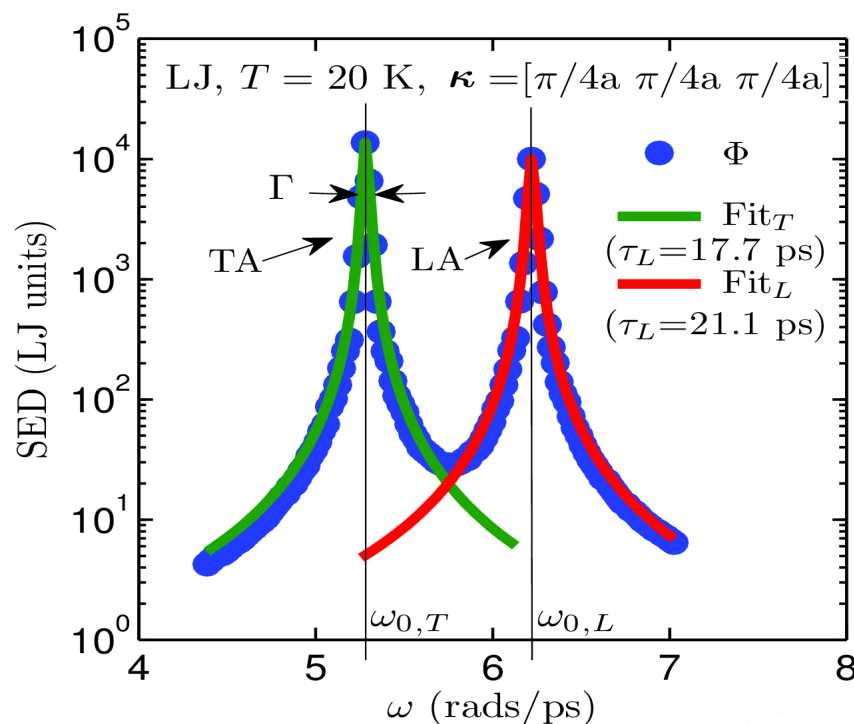 10^5
LJ, T = 20 K, κ =[π/4a π/4a π/4a]
10^4
Γ
Φ
Fit_T
TA
LA
(τ_L=17.7 ps)
10^3
Fit_L
(τ_L=21.1 ps)
SED (LJ units)
10^2
10^1
ω_{0,T}
ω_{0,L}
10^0
4 5 6 7 8
ω (rads/ps)